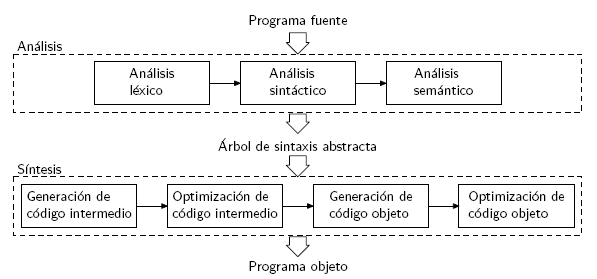 Programa fuente
Análisis
Análisis
léxico
Análisis
sintáctico
Análisis
semántico
Árbol de sintaxis abstracta
Síntesis
Generación de
código intermedio
Optimización de
código intermedio
Generación de
código objeto
Optimización de
código objeto
Programa objeto